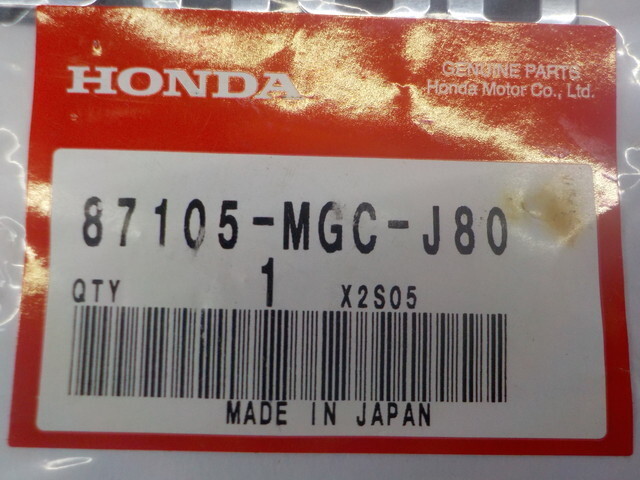 HONDA
GENUINE PARTS
Honda Motor Co., Ltd.
87105-MGC-J80
QTY 1 X2S05
MADE IN JAPAN